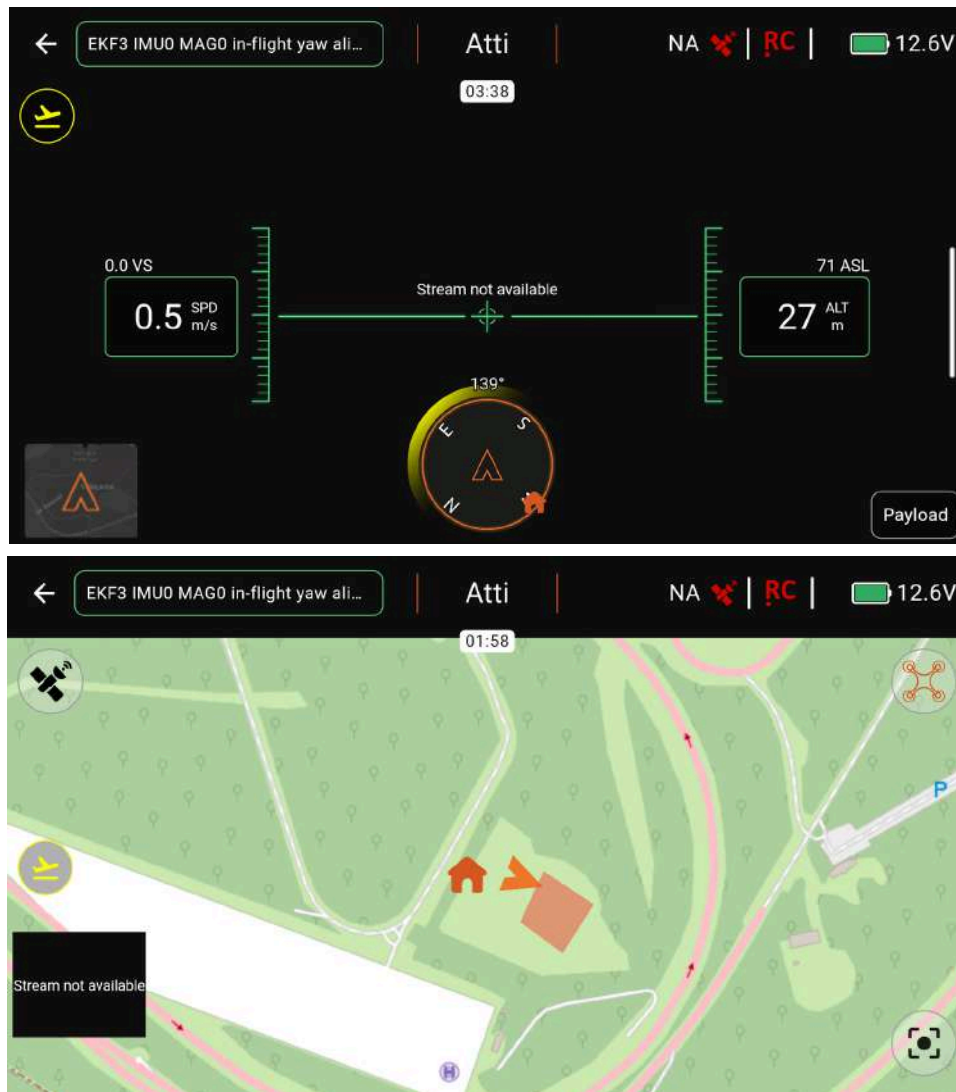 EKF3 IMU0 MAG0 in-flight yaw ali...
Atti
NA
RC
12.6V
03:38
0.0 VS
71 ASL
0.5 SPD m/s
Stream not available
27 ALT m
139°
E
S
N
Payload
EKF3 IMU0 MAG0 in-flight yaw ali...
Atti
NA
RC
12.6V
01:58
P
Stream not available
H